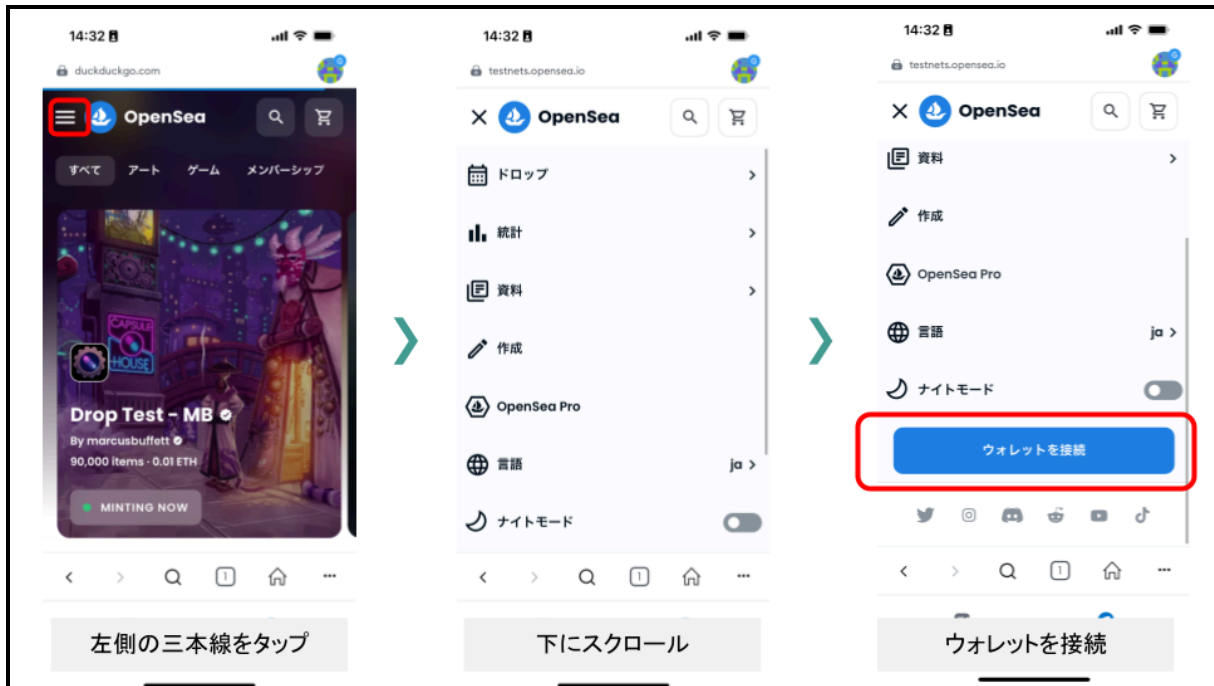 14:32
duckduckgo.com
OpenSea
すべて アート ゲーム メンバーシップ
CAPSULE
HOUSE
Drop Test - MB
By marcusbuffett
90,000 items · 0.01 ETH
MINTING NOW
1
左側の三本線をタップ
14:32
testnets.opensea.io
OpenSea
ドロップ
統計
資料
作成
OpenSea Pro
言語 ja
ナイトモード
1
下にスクロール
14:32
testnets.opensea.io
OpenSea
資料
作成
OpenSea Pro
言語 ja
ナイトモード
ウォレットを接続
1
ウォレットを接続